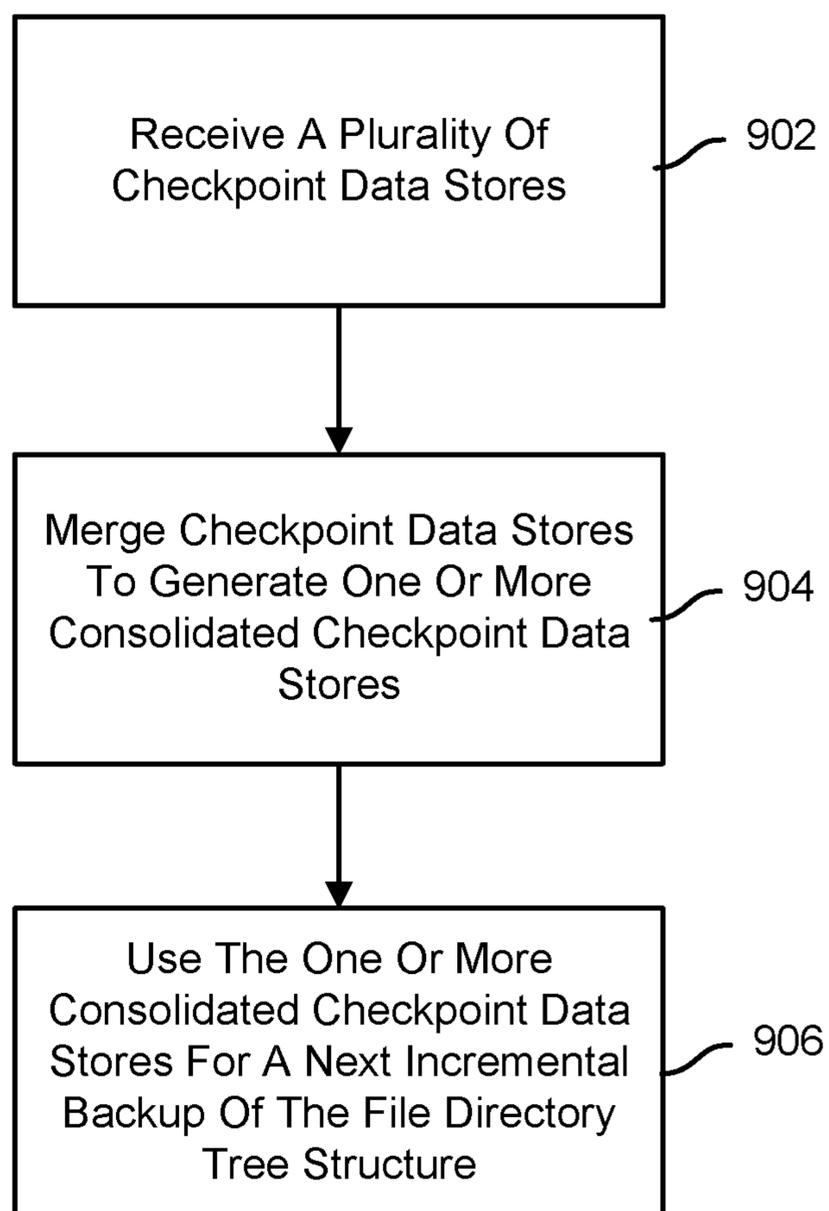 Receive A Plurality Of
Checkpoint Data Stores
902
Merge Checkpoint Data Stores
To Generate One Or More
Consolidated Checkpoint Data
Stores
904
Use The One Or More
Consolidated Checkpoint Data
Stores For A Next Incremental
Backup Of The File Directory
Tree Structure
906